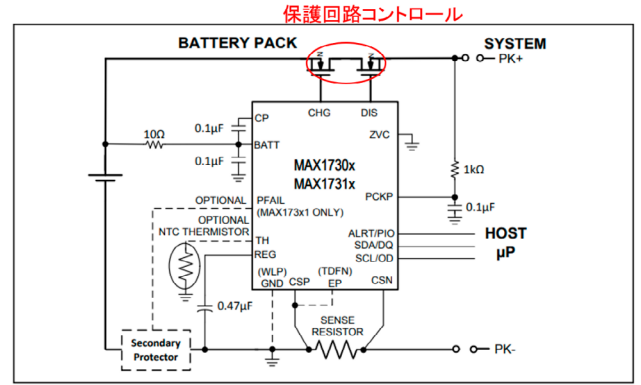 保護回路コントロール
BATTERY PACK
SYSTEM
N
N
PK+
CHG
DIS
CP
0.1µF
ZVC
10Ω
BATT
0.1µF
MAX1730x
MAX1731x
1kΩ
OPTIONAL
PFAIL
(MAX173x1 ONLY)
PCKP
0.1µF
OPTIONAL
NTC THERMISTOR
TH
ALRT/PIO
SDA/DQ
SCL/OD
HOST
µP
REG
(WLP)
GND
CSP
(TDFN)
EP
CSN
0.47µF
SENSE
RESISTOR
Secondary
Protector
PK-